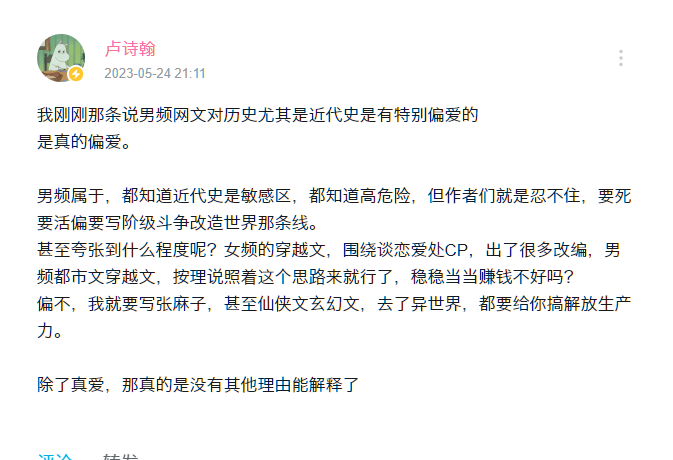 卢诗翰
2023-05-24 21:11
我刚刚那条说男频网文对历史尤其是近代史是有特别偏爱的
是真的偏爱。
男频属于，都知道近代史是敏感区，都知道高危险，但作者们就是忍不住，要死
要活偏要写阶级斗争改造世界那条线。
甚至夸张到什么程度呢？女频的穿越文，围绕谈恋爱处CP，出了很多改编，男
频都市文穿越文，按理说照着这个思路来就行了，稳稳当当赚钱不好吗？
偏不，我就要写张麻子，甚至仙侠文玄幻文，去了异世界，都要给你搞解放生产
力。
除了真爱，那真的是没有其他理由能解释了
评论 转发